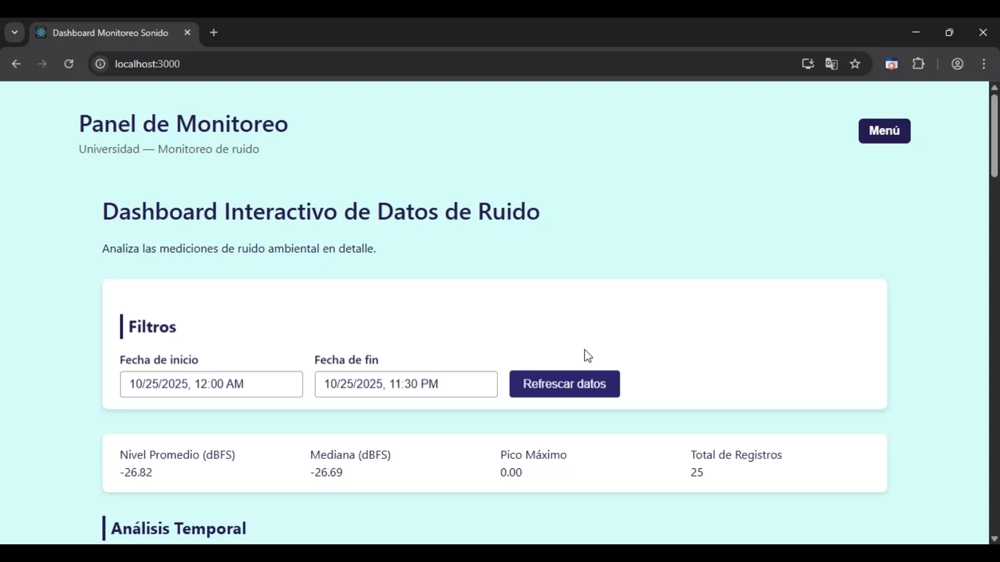 Dashboard Monitoreo Sonido
localhost:3000
Panel de Monitoreo
Menú
Universidad — Monitoreo de ruido
Dashboard Interactivo de Datos de Ruido
Analiza las mediciones de ruido ambiental en detalle.
Filtros
Fecha de inicio
Fecha de fin
10/25/2025, 12:00 AM
10/25/2025, 11:30 PM
Refrescar datos
Nivel Promedio (dBFS)
-26.82
Mediana (dBFS)
-26.69
Pico Máximo
0.00
Total de Registros
25
Análisis Temporal